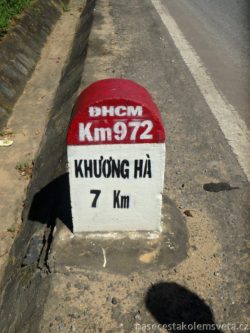 ĐHCM
Km972
KHƯƠNG HÀ
7 Km
nasecestakolemsveta.cz